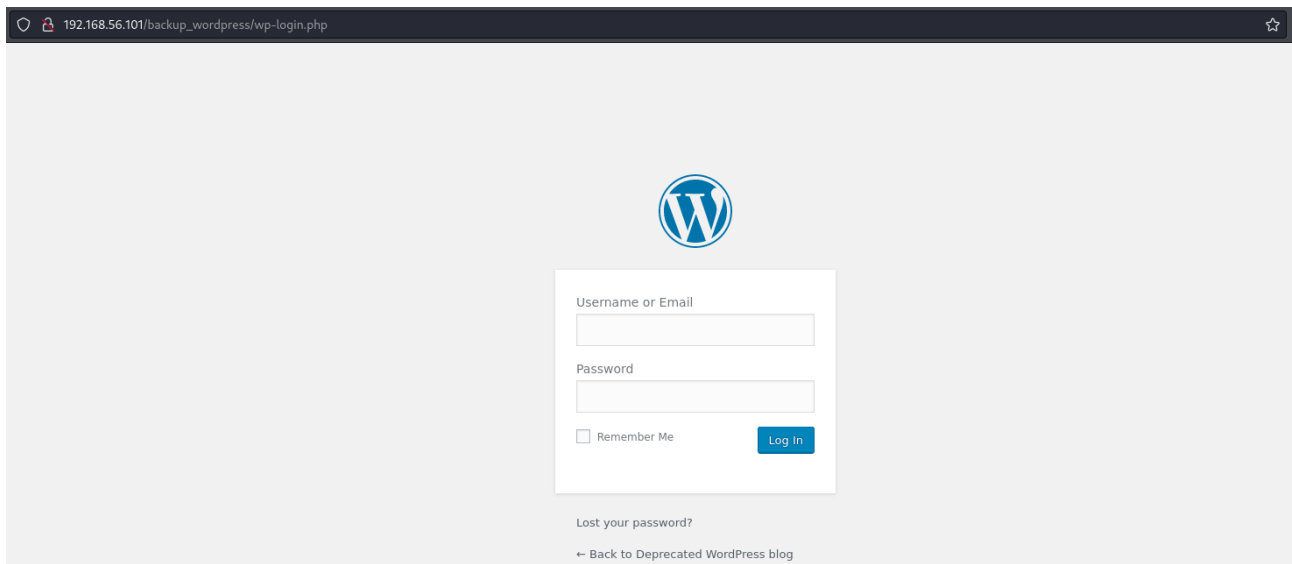 192.168.56.101/backup_wordpress/wp-login.php
Username or Email
Password
Remember Me Log In
Lost your password?
← Back to Deprecated WordPress blog